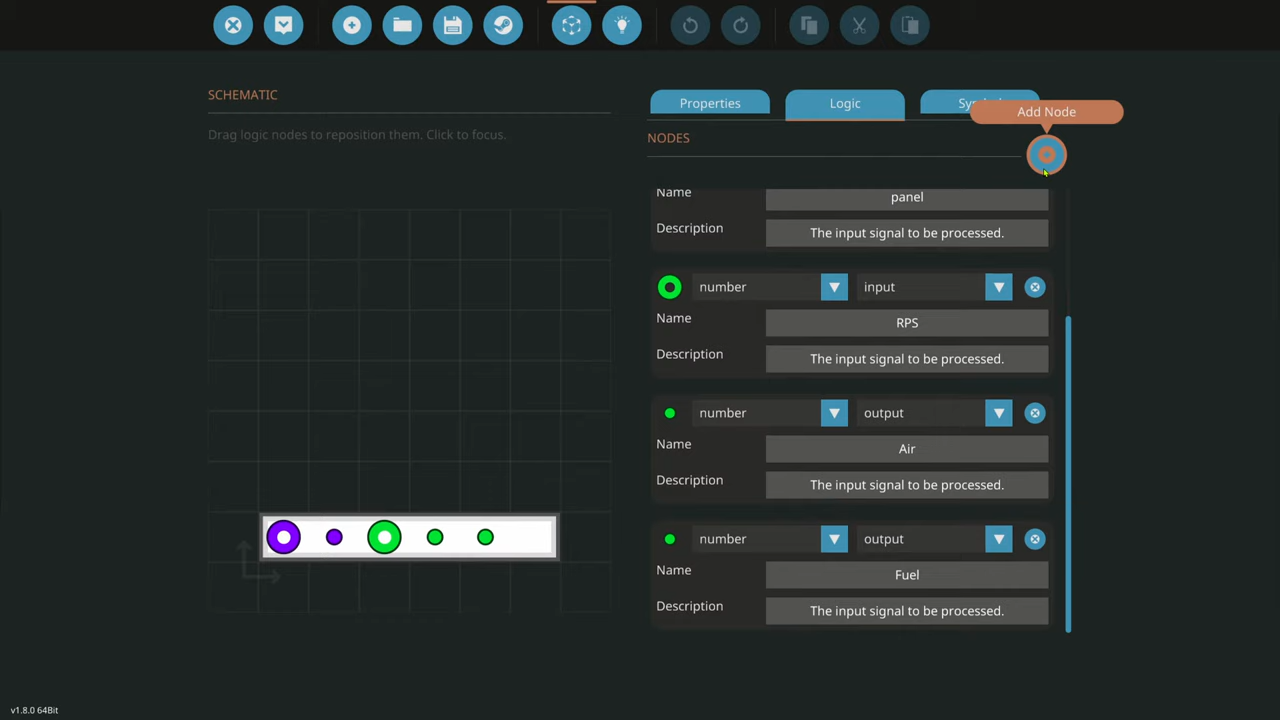 SCHEMATIC
Drag logic nodes to reposition them. Click to focus.
Properties
Logic
Add Node
NODES
Name
panel
Description
The input signal to be processed.
number
input
Name
RPS
Description
The input signal to be processed.
number
output
Name
Air
Description
The input signal to be processed.
number
output
Name
Fuel
Description
The input signal to be processed.
v1.8.0 64Bit